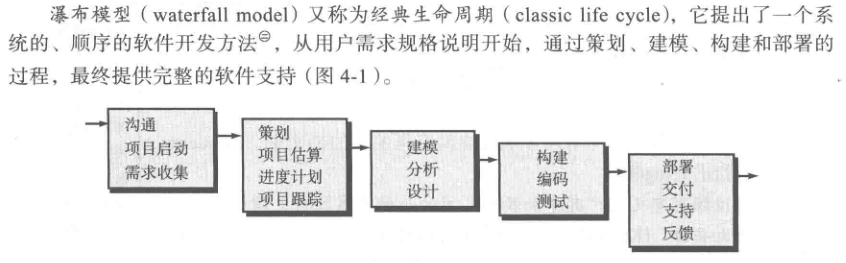 瀑布模型（waterfall model）又称为经典生命周期（classic life cycle），它提出了一个系
统的、顺序的软件开发方法㊀，从用户需求规格说明开始，通过策划、建模、构建和部署的
过程，最终提供完整的软件支持（图 4-1）。
沟通
项目启动
需求收集
策划
项目估算
进度计划
项目跟踪
建模
分析
设计
构建
编码
测试
部署
交付
支持
反馈